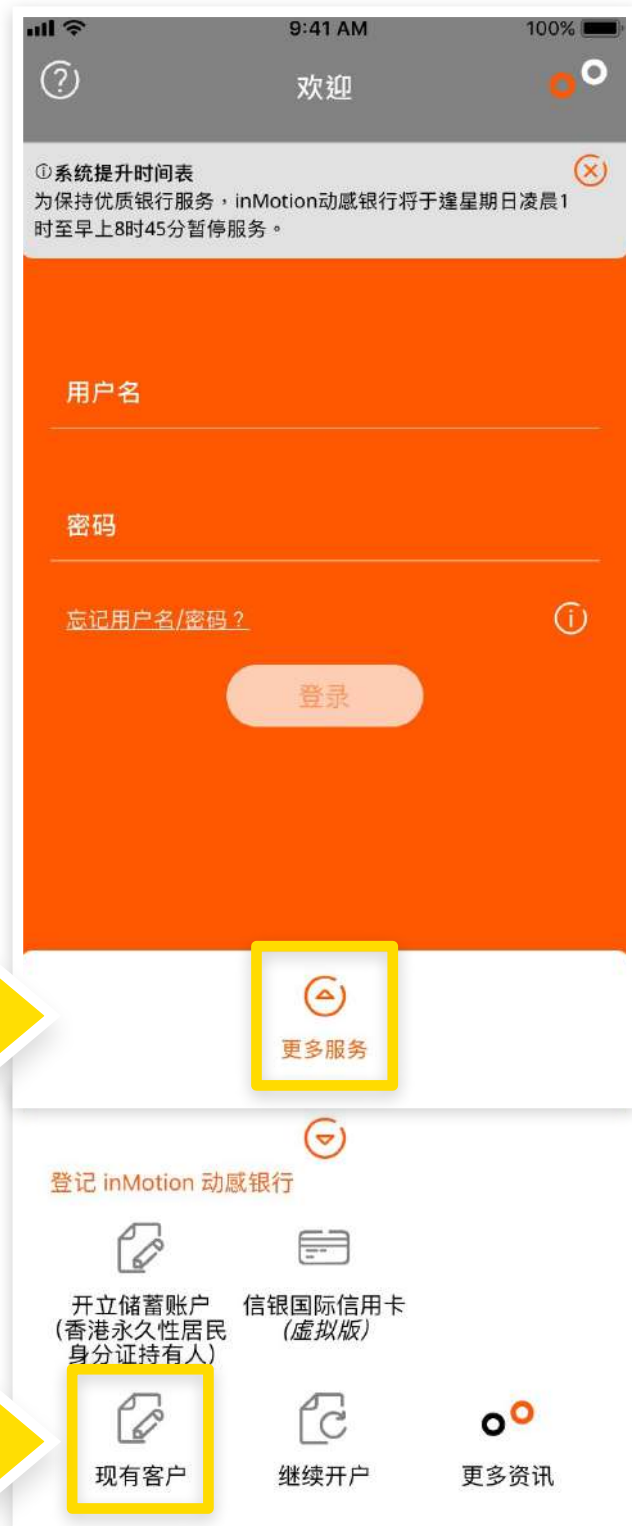 9:41 AM
100%
欢迎
系统提升时间表
为保持优质银行服务，inMotion动感银行将于逢星期日凌晨1
时至早上8时45分暂停服务。
用户名
密码
忘记用户名/密码？
登录
更多服务
登记 inMotion 动感银行
开立储蓄账户
(香港永久性居民
身分证持有人)
信银国际信用卡
(虚拟版)
现有客户
继续开户
更多资讯